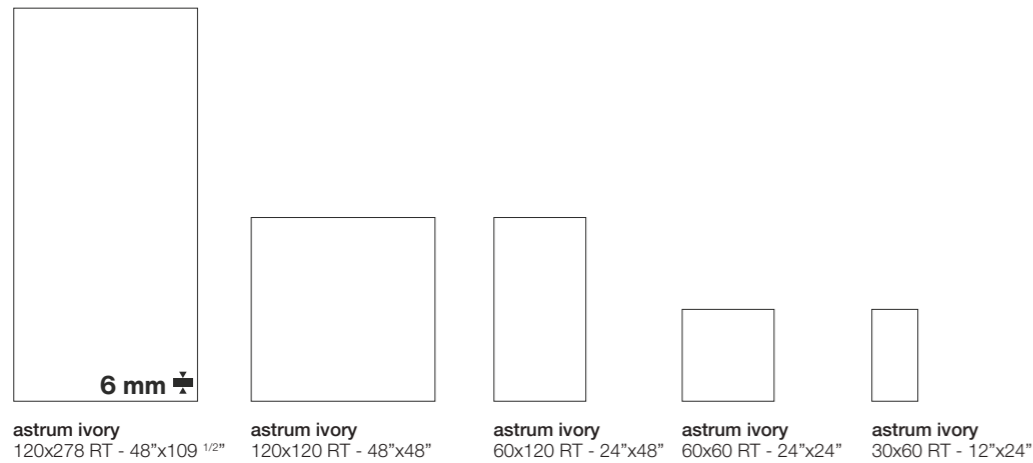 6 mm
astrum ivory
120x278 RT - 48”x109 1/2”
astrum ivory
120x120 RT - 48”x48”
astrum ivory
60x120 RT - 24”x48”
astrum ivory
60x60 RT - 24”x24”
astrum ivory
30x60 RT - 12”x24”